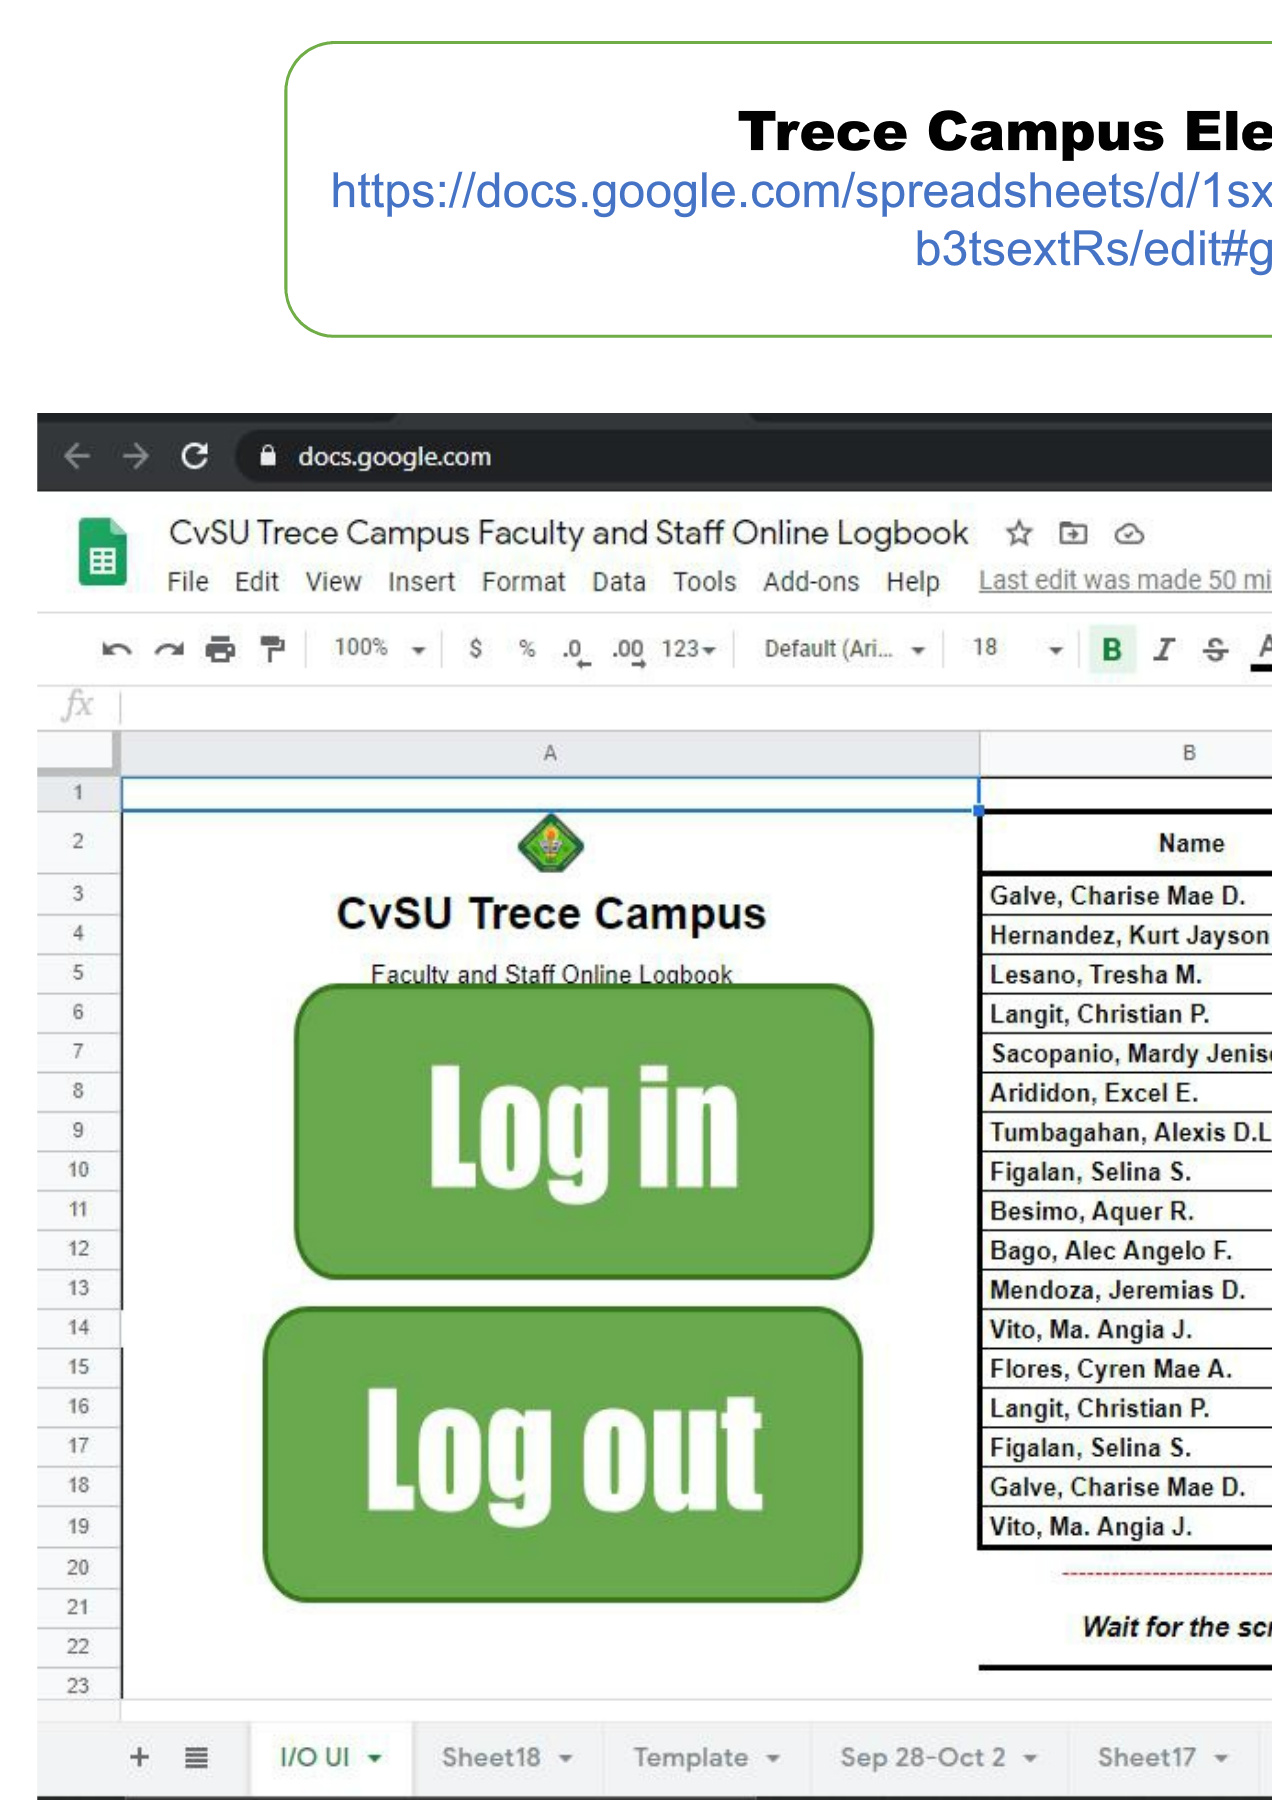 Trece Campus Ele
https://docs.google.com/spreadsheets/d/1sx
b3tsextRs/edit#g
docs.google.com
CvSU Trece Campus Faculty and Staff Online Logbook
File Edit View Insert Format Data Tools Add-ons Help Last edit was made 50 mi
100% $ % .0 .00 123 Default (Ari... 18 B I S A
fx
A B
1
2 Name
3 CvSU Trece Campus Galve, Charise Mae D.
4 Hernandez, Kurt Jayson
5 Faculty and Staff Online Logbook Lesano, Tresha M.
6 Langit, Christian P.
7 Sacopanio, Mardy Jenis
8 Log in Arididon, Excel E.
9 Tumbagahan, Alexis D.L
10 Figalan, Selina S.
11 Besimo, Aquer R.
12 Bago, Alec Angelo F.
13 Mendoza, Jeremias D.
14 Vito, Ma. Angia J.
15 Flores, Cyren Mae A.
16 Log out Langit, Christian P.
17 Figalan, Selina S.
18 Galve, Charise Mae D.
19 Vito, Ma. Angia J.
20
21 Wait for the scr
22
23
+ I/O UI Sheet18 Template Sep 28-Oct 2 Sheet17